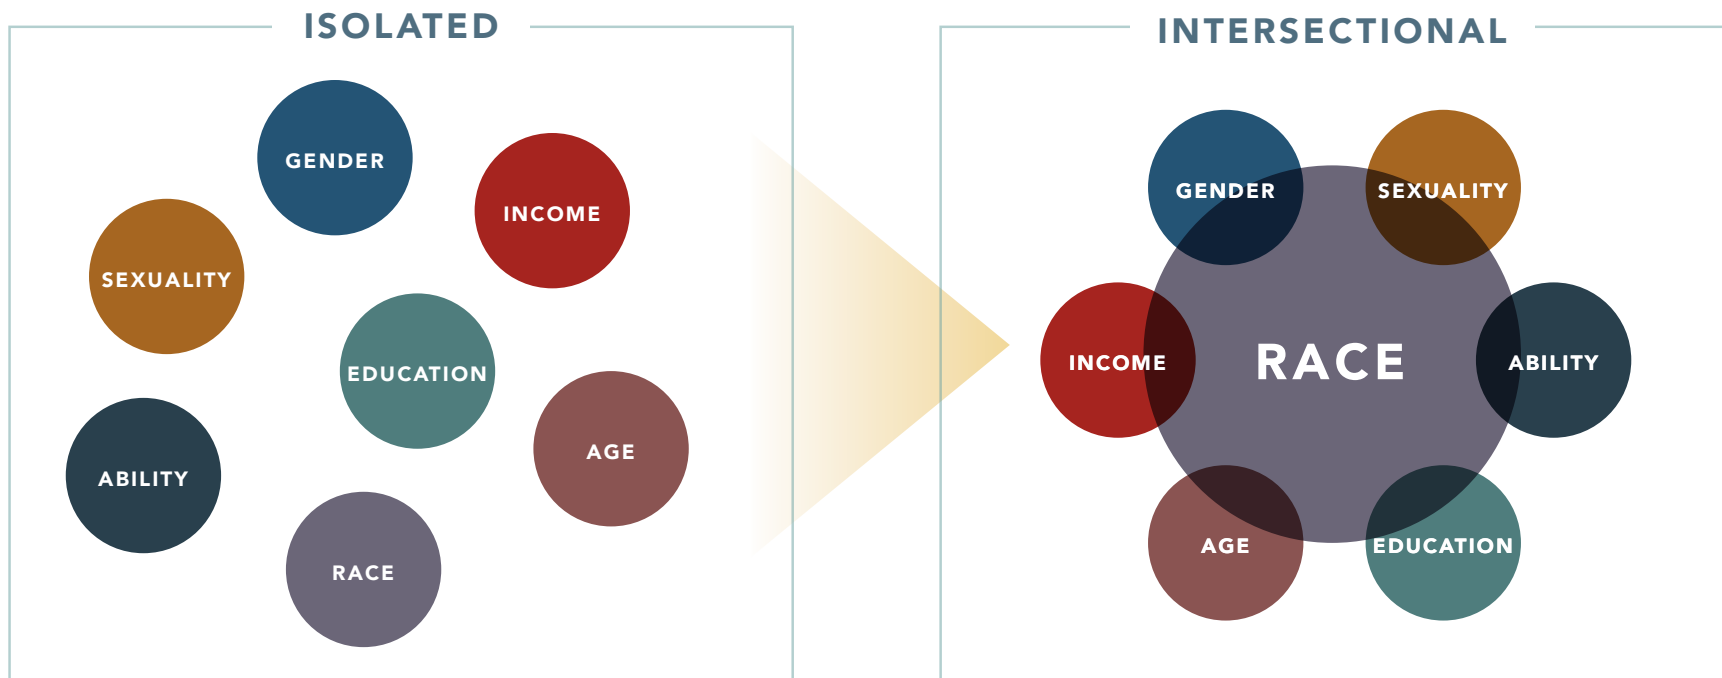 ISOLATED
GENDER
INCOME
SEXUALITY
EDUCATION
AGE
ABILITY
RACE
INTERSECTIONAL
GENDER
SEXUALITY
INCOME
RACE
ABILITY
AGE
EDUCATION